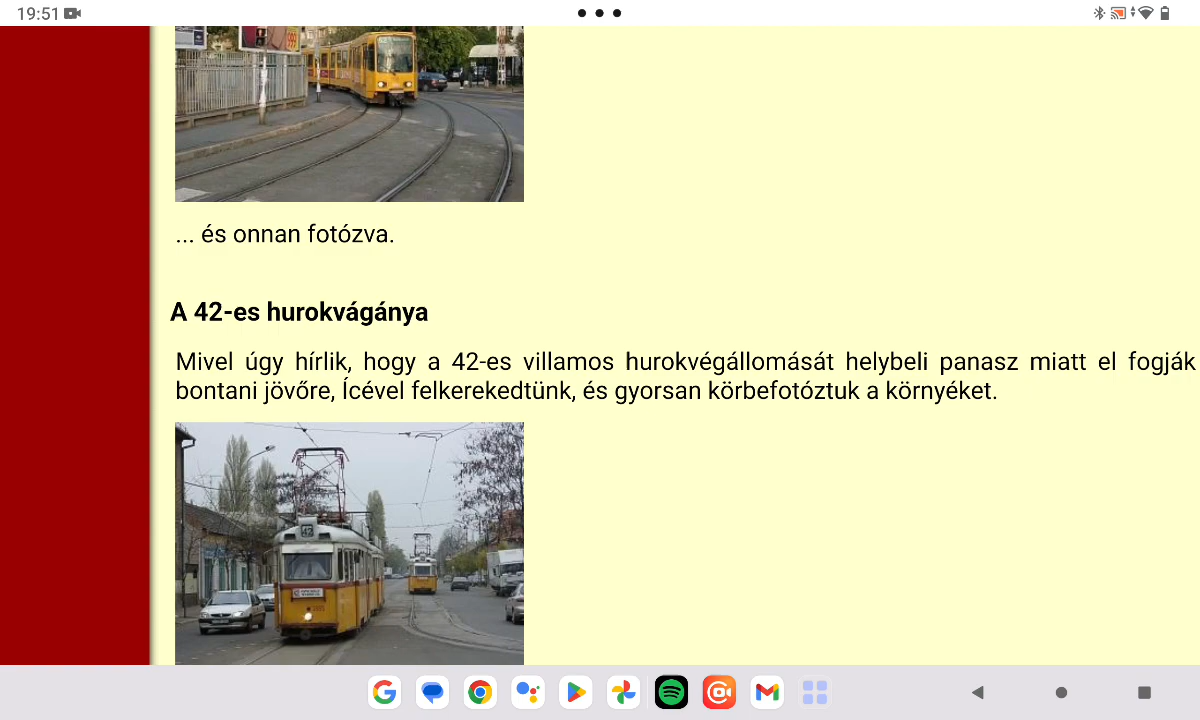 19:51
... és onnan fotózva.
A 42-es hurokvágánya
Mivel úgy hírlik, hogy a 42-es villamos hurokvégállomását helybeli panasz miatt el fogják
bontani jövőre, Ícével felkerekedtünk, és gyorsan körbefotóztuk a környéket.
42